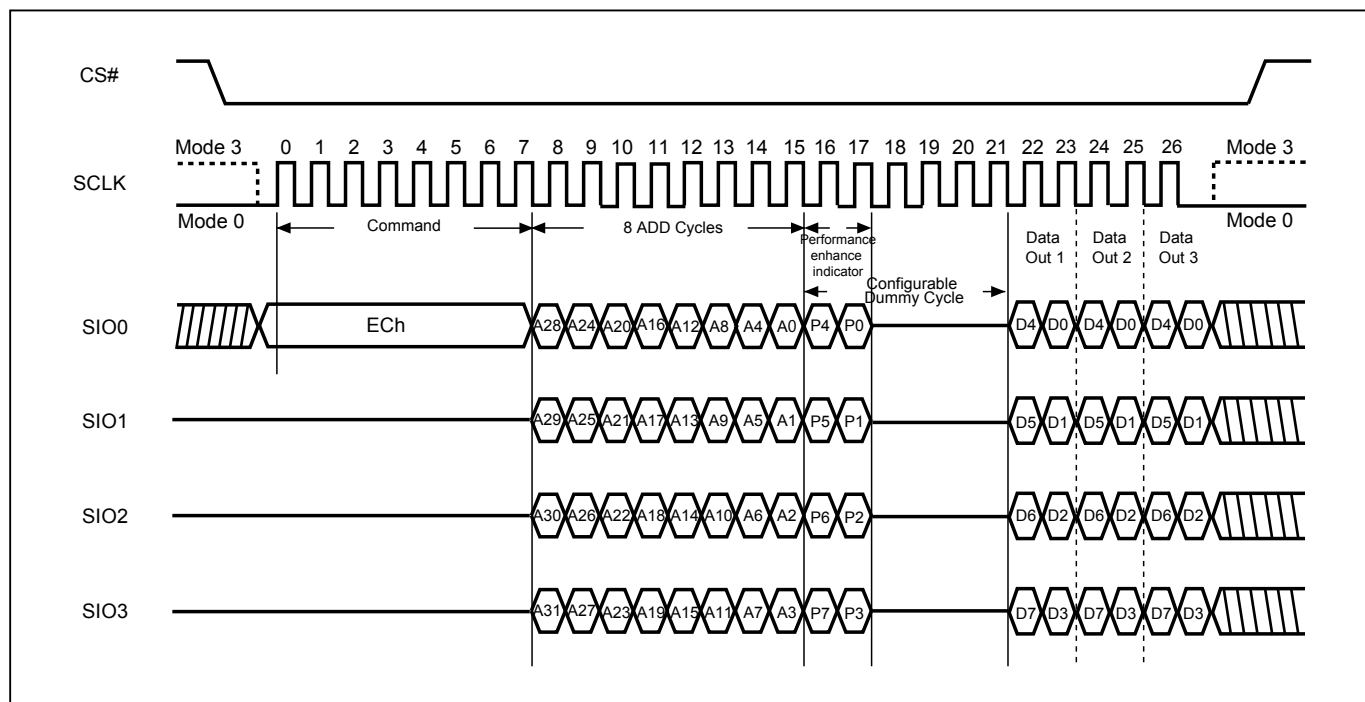 CS#
Mode 3 0 1 2 3 4 5 6 7 8 9 10 11 12 13 14 15 16 17 18 19 20 21 22 23 24 25 26 Mode 3
SCLK
Mode 0 Mode 0
Command 8 ADD Cycles Performance enhance indicator Data Out 1 Data Out 2 Data Out 3
Configurable Dummy Cycle
SIO0 ECh A28 A24 A20 A16 A12 A8 A4 A0 P4 P0 D4 D0 D4 D0 D4 D0
SIO1 A29 A25 A21 A17 A13 A9 A5 A1 P5 P1 D5 D1 D5 D1 D5 D1
SIO2 A30 A26 A22 A18 A14 A10 A6 A2 P6 P2 D6 D2 D6 D2 D6 D2
SIO3 A31 A27 A23 A19 A15 A11 A7 A3 P7 P3 D7 D3 D7 D3 D7 D3